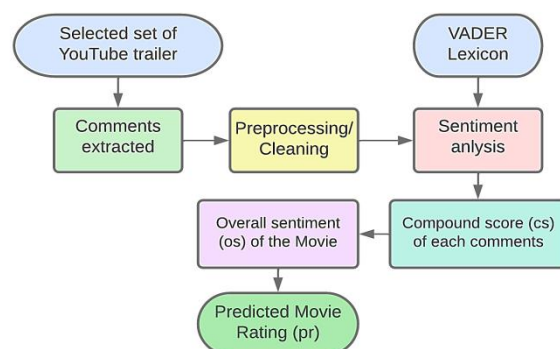 Selected set of
YouTube trailer
VADER
Lexicon
Comments
extracted
Preprocessing/
Cleaning
Sentiment
anlysis
Overall sentiment
(os) of the Movie
Compound score (cs)
of each comments
Predicted Movie
Rating (pr)